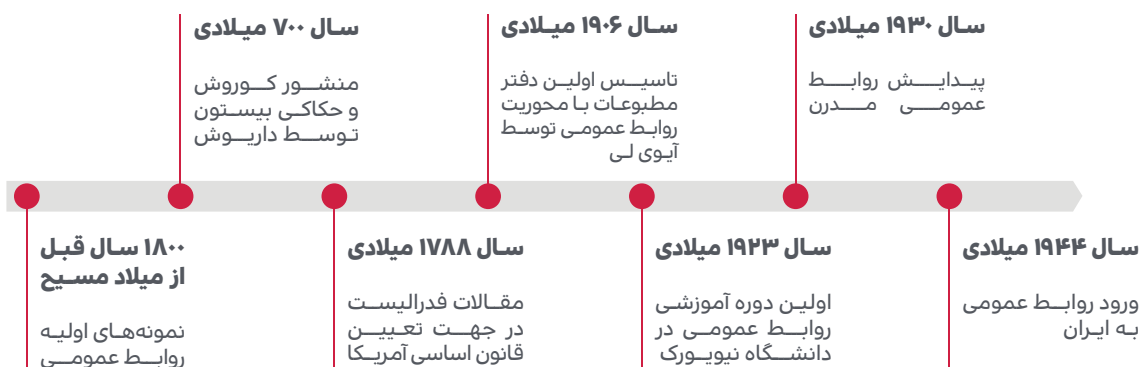 سال ۷۰۰ میلادی
منشور کوروش
و حکاکی بیستون
توسط داریوش
سال ۱۹۰۶ میلادی
تاسیس اولین دفتر
مطبوعات با محوریت
روابط عمومی توسط
آیوی لی
سال ۱۹۳۰ میلادی
پیدایش روابط
عمومی مدرن
۱۸۰۰ سال قبل
از میلاد مسیح
نمونه‌های اولیه
روابط عمومی
سال ۱۷۸۸ میلادی
مقالات فدرالیست
در جهت تعیین
قانون اساسی آمریکا
سال ۱۹۲۳ میلادی
اولین دوره آموزشی
روابط عمومی در
دانشگاه نیویورک
سال ۱۹۴۴ میلادی
ورود روابط عمومی
به ایران